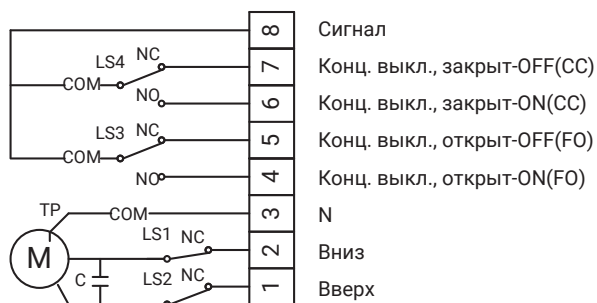 8 Сигнал
LS4 NC 7 Конц. выкл., закрыт-OFF(CC)
COM
NO 6 Конц. выкл., закрыт-ON(CC)
LS3 NC 5 Конц. выкл., открыт-OFF(FO)
COM
NO 4 Конц. выкл., открыт-ON(FO)
TP COM 3 N
LS1 NC 2 Вниз
M
C LS2 NC 1 Вверх